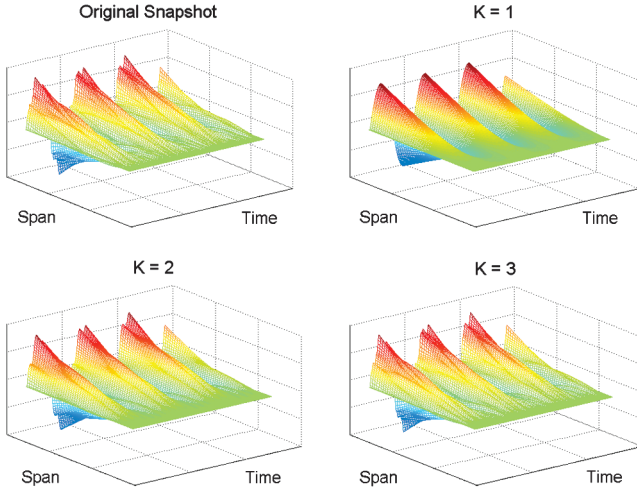 Original Snapshot
K = 1
Span
Time
Span
Time
K = 2
K = 3
Span
Time
Span
Time